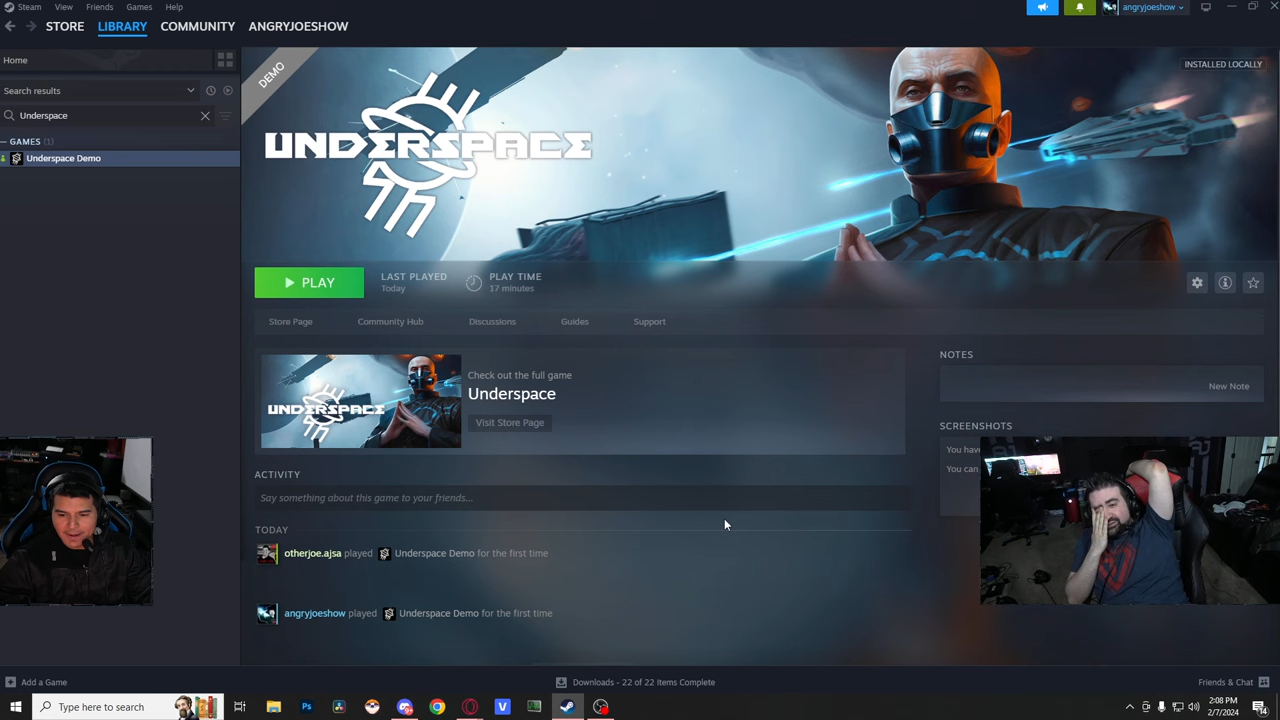 Steam View Friends Games Help
angryjoeshow
STORE LIBRARY COMMUNITY ANGRYJOESHOW
Home
DEMO
UNDERSPACE
INSTALLED LOCALLY
Search results
Underspace
GAMES (1)
Underspace Demo
PLAY
LAST PLAYED
Today
PLAY TIME
17 minutes
Store Page Community Hub Discussions Guides Support
UNDERSPACE
Check out the full game
Underspace
Visit Store Page
NOTES
New Note
SCREENSHOTS
You have
You can
ACTIVITY
Say something about this game to your friends...
TODAY
otherjoe.ajsa played Underspace Demo for the first time
angryjoeshow played Underspace Demo for the first time
Add a Game
Downloads - 22 of 22 Items Complete
Friends & Chat
Type here to search
Ps
V
2:08 PM
2/7/2024